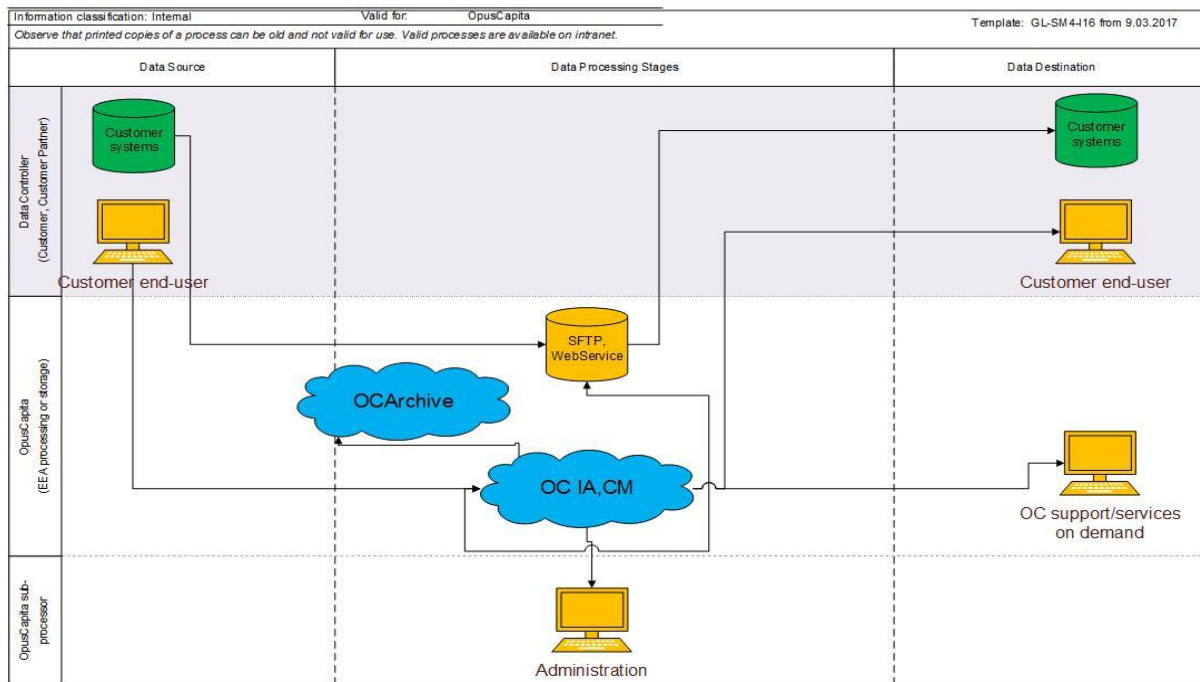 Information classification: Internal Valid for: OpusCapita
Template: GL-SM4-I16 from 9.03.2017
Observe that printed copies of a process can be old and not valid for use. Valid processes are available on intranet.
Data Source
Data Processing Stages
Data Destination
Data Controller
(Customer, Customer Partner)
Customer
systems
Customer
systems
Customer end-user
Customer end-user
OpusCapita
(EEA processing or storage)
SFTP,
WebService
OCArchive
OC IA,CM
OC support/services
on demand
OpusCapita sub-
processor
Administration